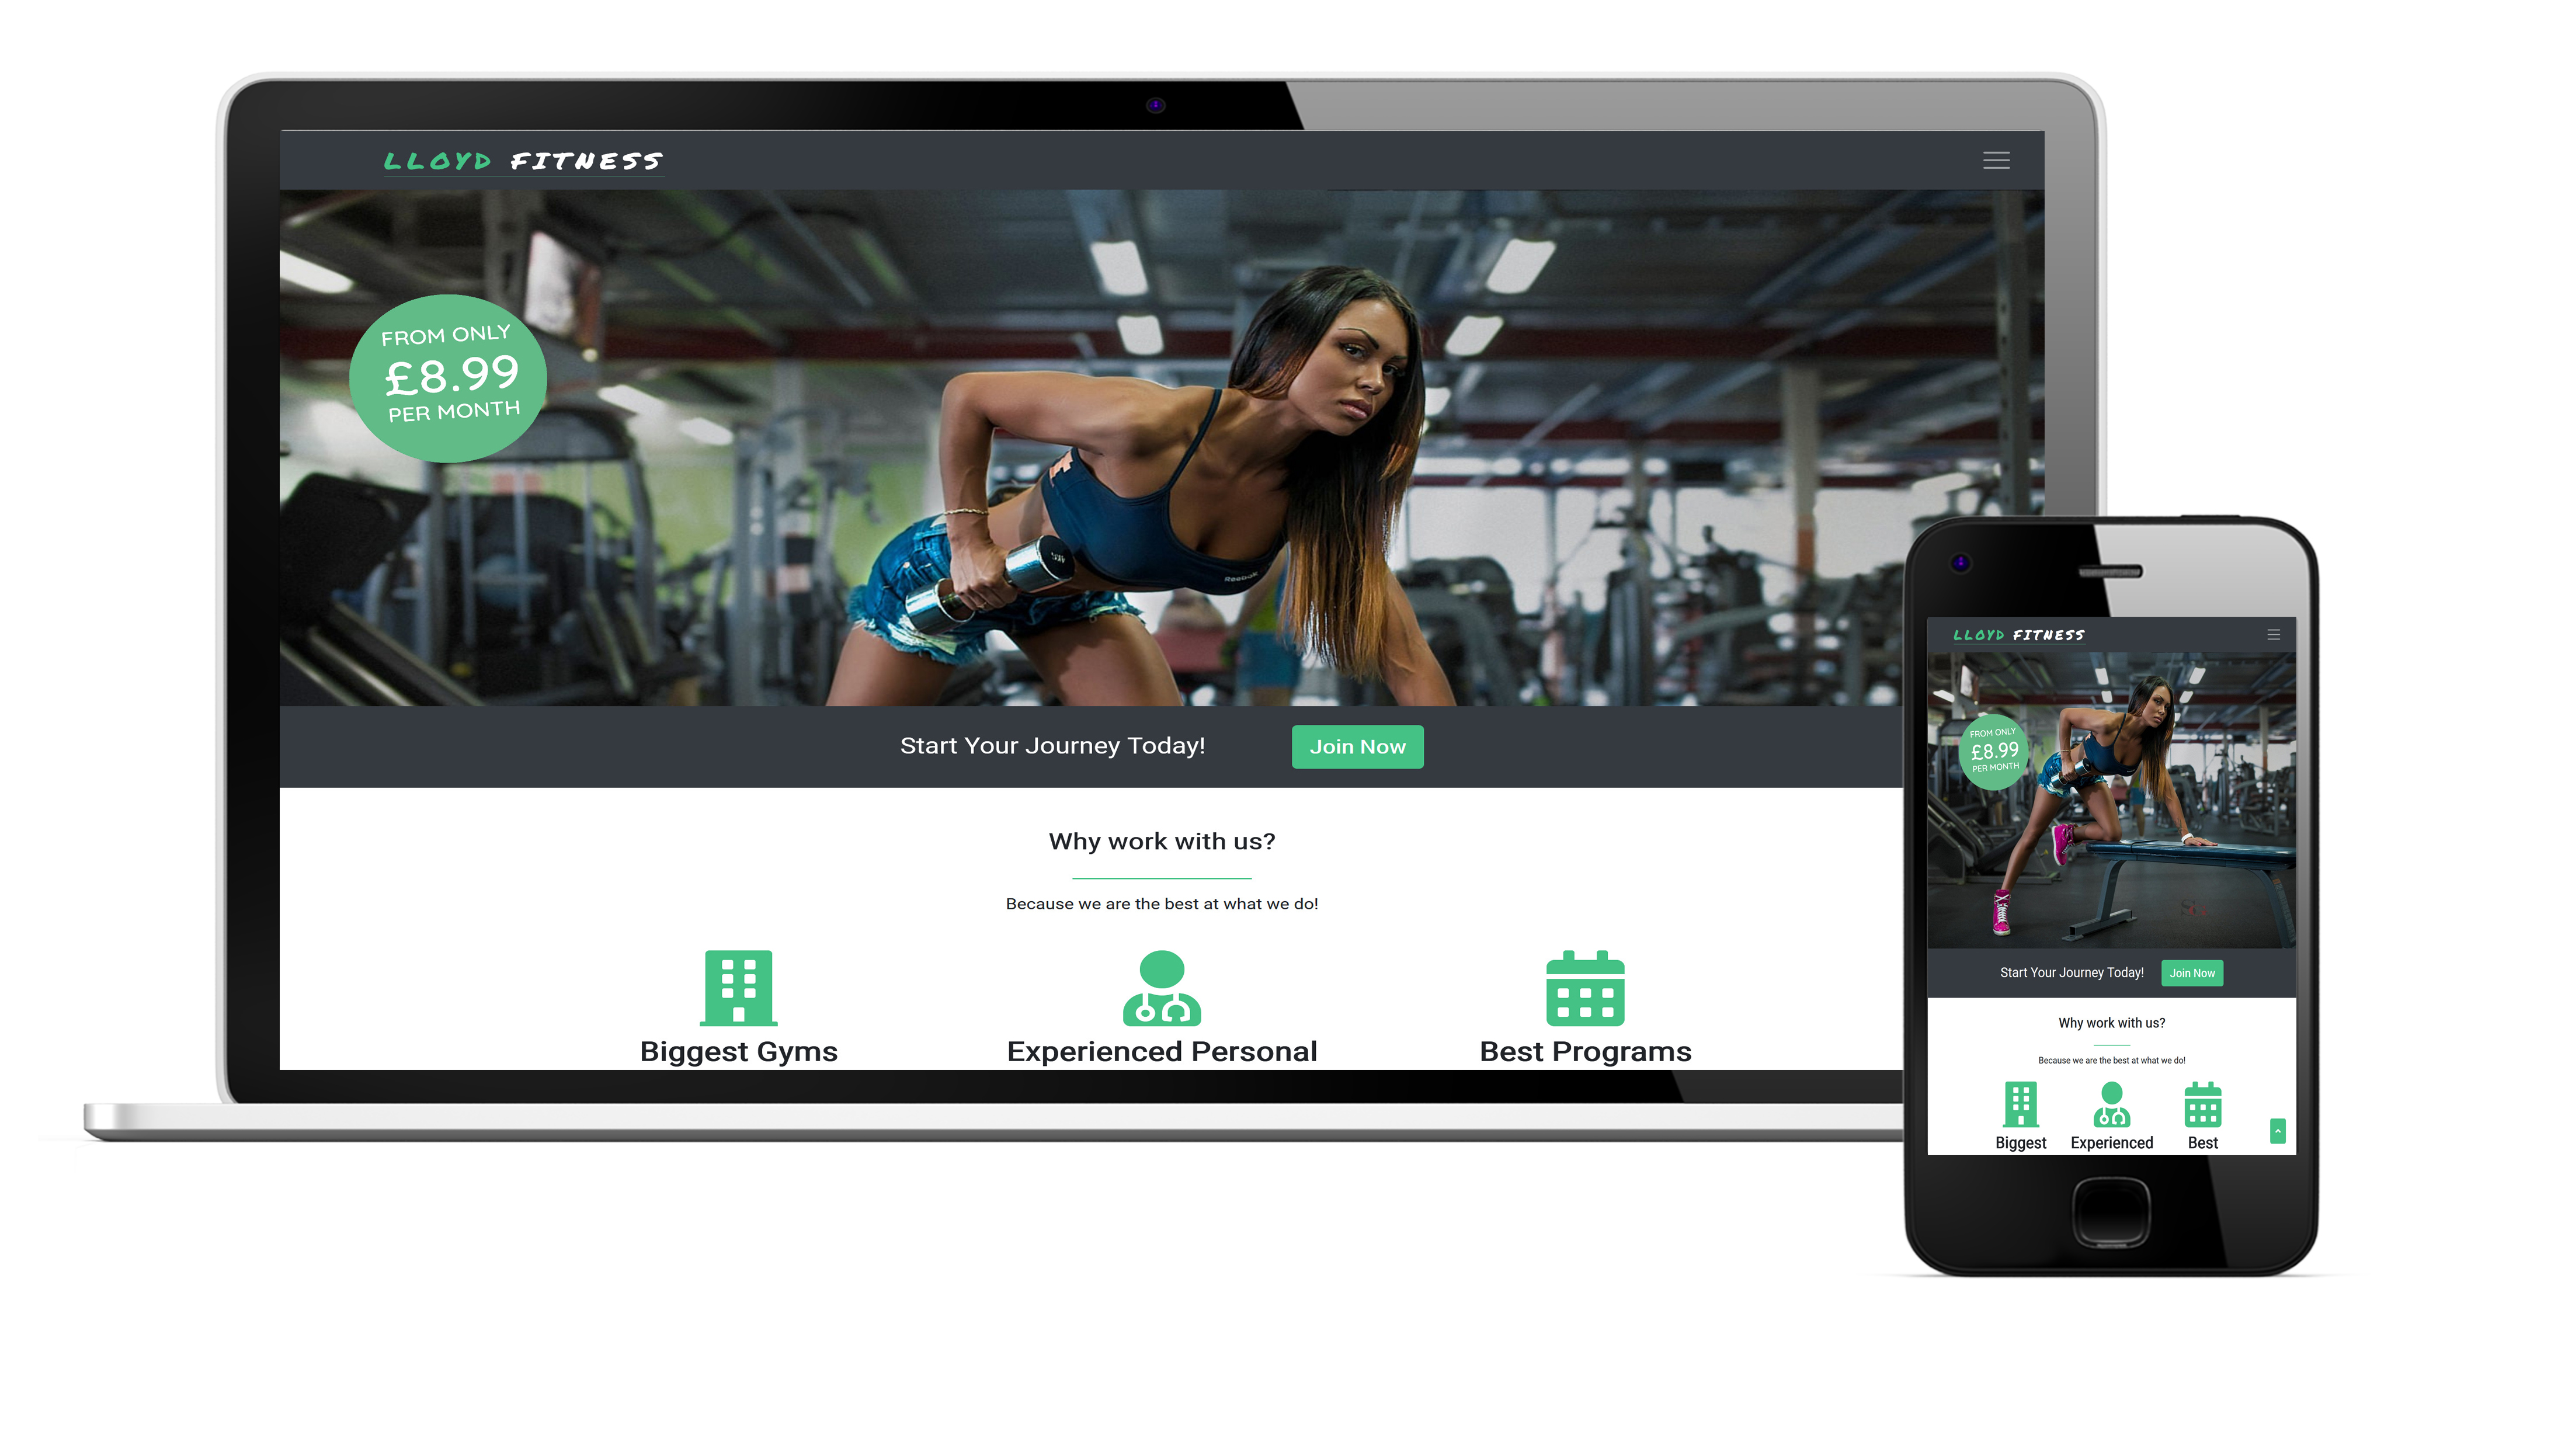 LLOYD FITNESS
FROM ONLY
£8.99
PER MONTH
Reebok
Start Your Journey Today!
Join Now
Why work with us?
Because we are the best at what we do!
Biggest Gyms
Experienced Personal
Best Programs
LLOYD FITNESS
FROM ONLY
£8.99
PER MONTH
Start Your Journey Today!
Join Now
Why work with us?
Because we are the best at what we do!
Biggest
Experienced
Best